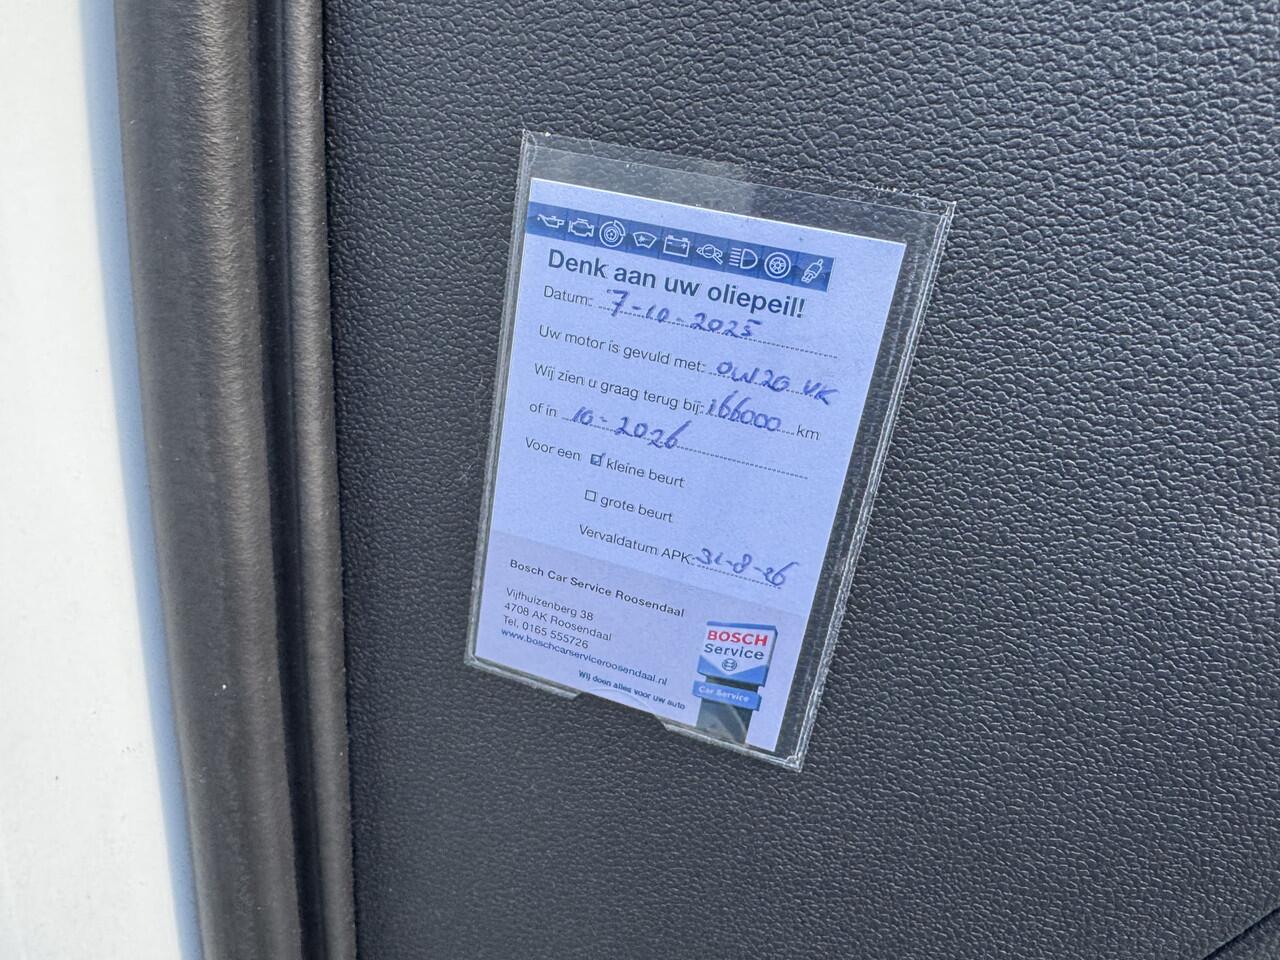 Denk aan uw oliepeil!
Datum: 7-10-2025
Uw motor is gevuld met: 0W20 VK
Wij zien u graag terug bij: 166000 km
of in 10-2026
Voor een ☑ kleine beurt
☐ grote beurt
Vervaldatum APK: 31-8-26
Bosch Car Service Roosendaal
Vijfhuizenberg 38
4708 AK Roosendaal
Tel. 0165 555726
www.boschcarserviceroosendaal.nl
Wij doen alles voor uw auto
BOSCH
Service
Car Service